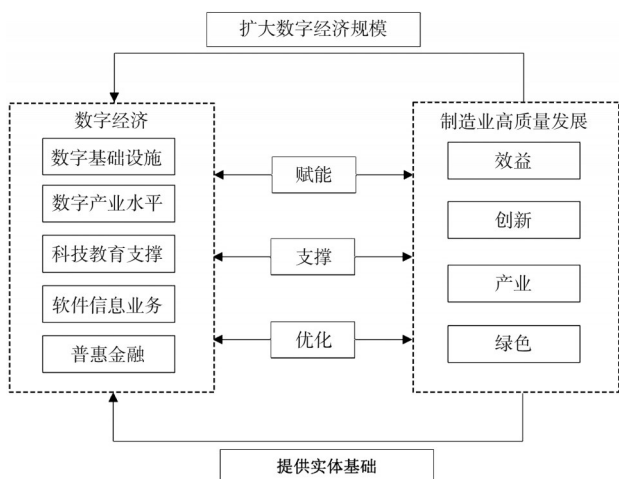 扩大数字经济规模
数字经济
数字基础设施
数字产业水平
科技教育支撑
软件信息业务
普惠金融
赋能
支撑
优化
制造业高质量发展
效益
创新
产业
绿色
提供实体基础